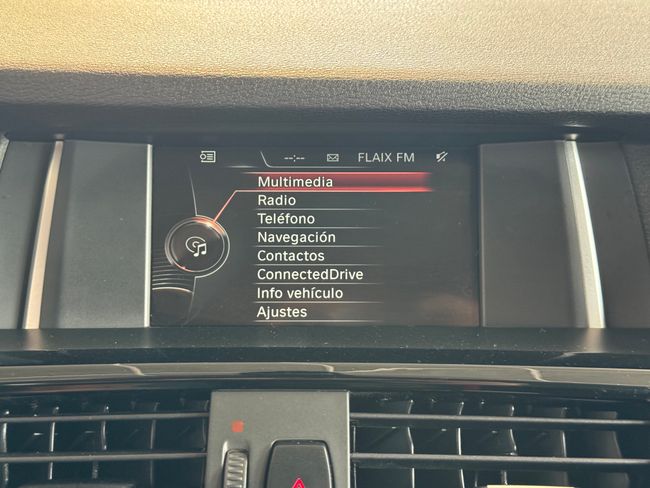 --:-- FLAIX FM
Multimedia
Radio
Teléfono
Navegación
Contactos
ConnectedDrive
Info vehículo
Ajustes